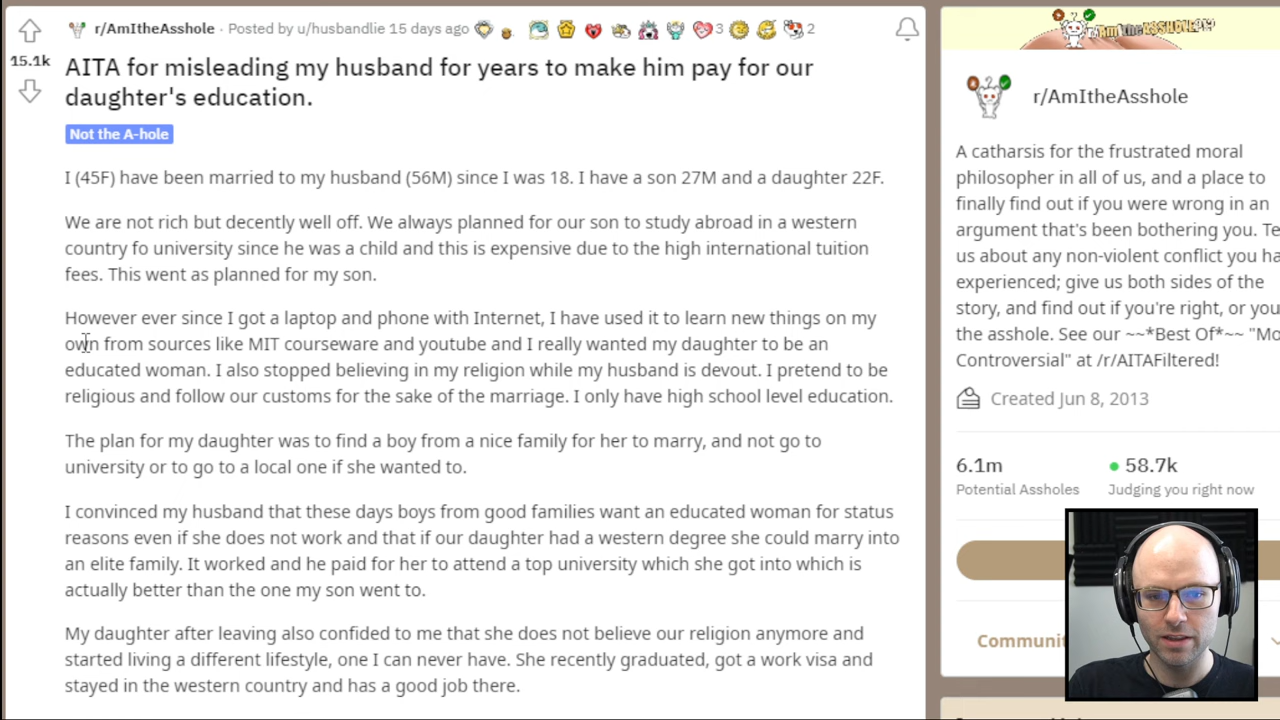 r/AmItheAsshole · Posted by u/husbandlie 15 days ago 3 2
15.1k
AITA for misleading my husband for years to make him pay for our
daughter's education.
Not the A-hole
I (45F) have been married to my husband (56M) since I was 18. I have a son 27M and a daughter 22F.
We are not rich but decently well off. We always planned for our son to study abroad in a western
country fo university since he was a child and this is expensive due to the high international tuition
fees. This went as planned for my son.
However ever since I got a laptop and phone with Internet, I have used it to learn new things on my
own from sources like MIT courseware and youtube and I really wanted my daughter to be an
educated woman. I also stopped believing in my religion while my husband is devout. I pretend to be
religious and follow our customs for the sake of the marriage. I only have high school level education.
The plan for my daughter was to find a boy from a nice family for her to marry, and not go to
university or to go to a local one if she wanted to.
I convinced my husband that these days boys from good families want an educated woman for status
reasons even if she does not work and that if our daughter had a western degree she could marry into
an elite family. It worked and he paid for her to attend a top university which she got into which is
actually better than the one my son went to.
My daughter after leaving also confided to me that she does not believe our religion anymore and
started living a different lifestyle, one I can never have. She recently graduated, got a work visa and
stayed in the western country and has a good job there.
r/AmItheAsshole
A catharsis for the frustrated moral
philosopher in all of us, and a place to
finally find out if you were wrong in an
argument that's been bothering you. Te
us about any non-violent conflict you ha
experienced; give us both sides of the
story, and find out if you're right, or you
the asshole. See our ~~*Best Of*~~ "Mo
Controversial" at /r/AITAFiltered!
Created Jun 8, 2013
6.1m 58.7k
Potential Assholes Judging you right now
Communit